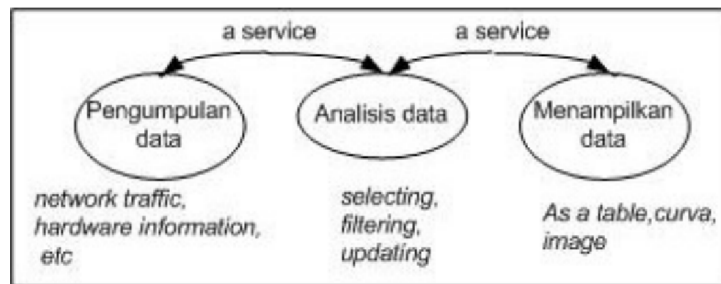 a service
a service
Pengumpulan
data
Analisis data
Menampilkan
data
network traffic,
hardware information,
etc
selecting,
filtering,
updating
As a table,curva,
image